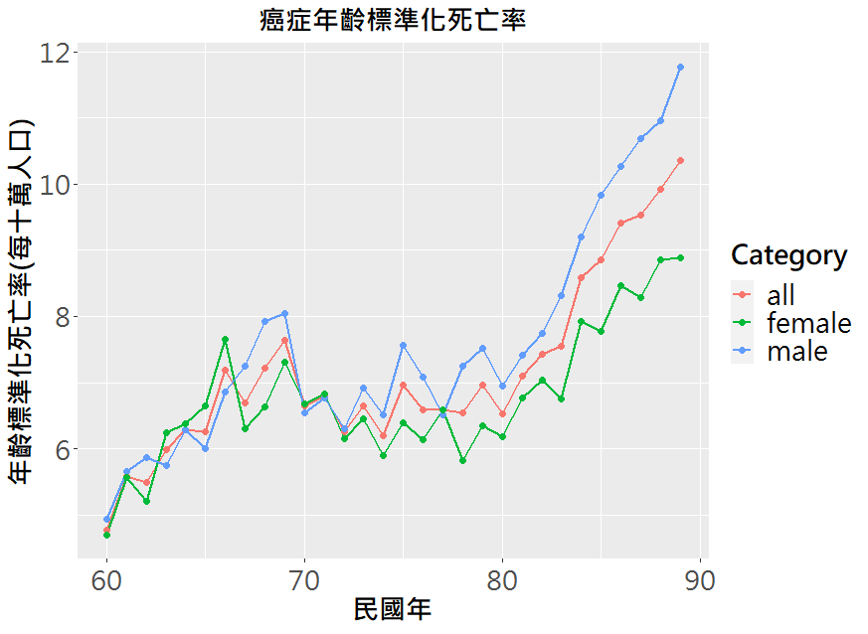 癌症年齡標準化死亡率
年齡標準化死亡率(每十萬人口)
12
10
8
6
60 70 80 90
民國年
Category
all
female
male